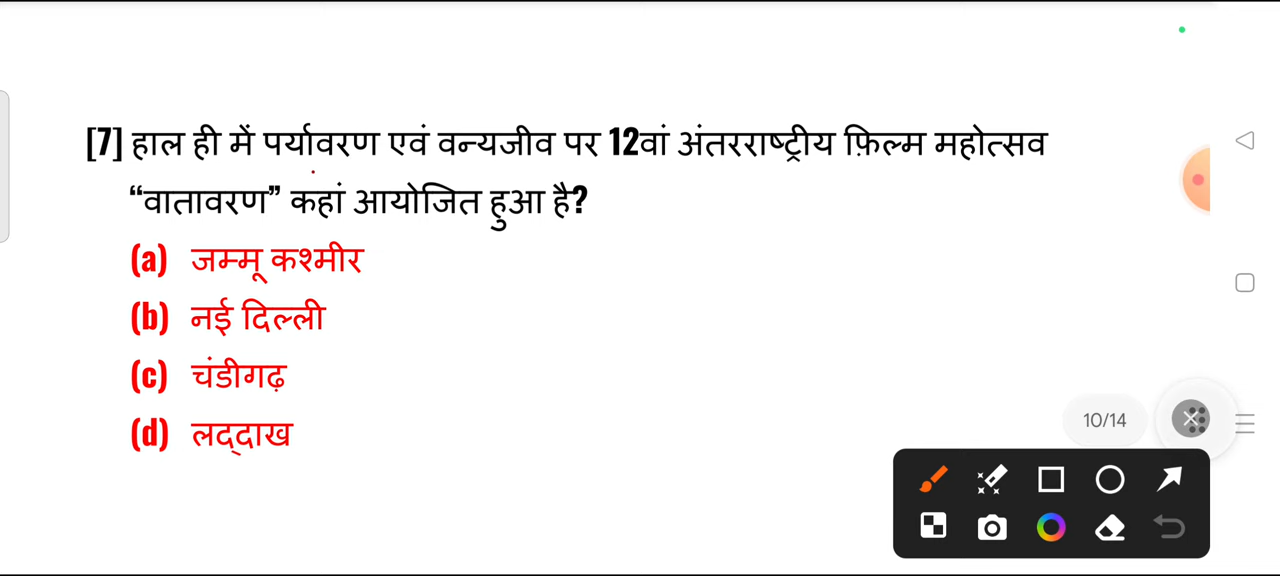 [7] हाल ही में पर्यावरण एवं वन्यजीव पर 12वां अंतरराष्ट्रीय फ़िल्म महोत्सव
“वातावरण” कहां आयोजित हुआ है?
(a) जम्मू कश्मीर
(b) नई दिल्ली
(c) चंडीगढ़
(d) लद्दाख
10/14